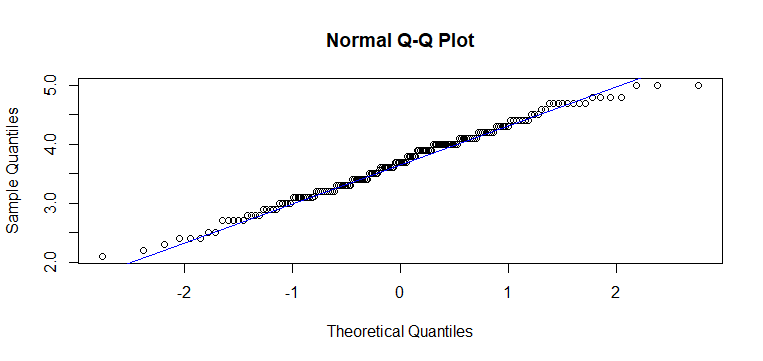 Normal Q-Q Plot
Sample Quantiles
5.0
4.0
3.0
2.0
-2 -1 0 1 2
Theoretical Quantiles